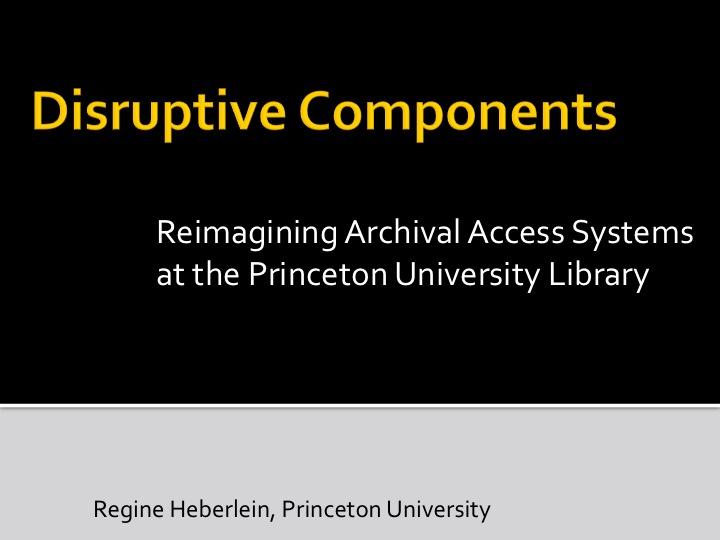 Disruptive Components
Reimagining Archival Access Systems
at the Princeton University Library
Regine Heberlein, Princeton University